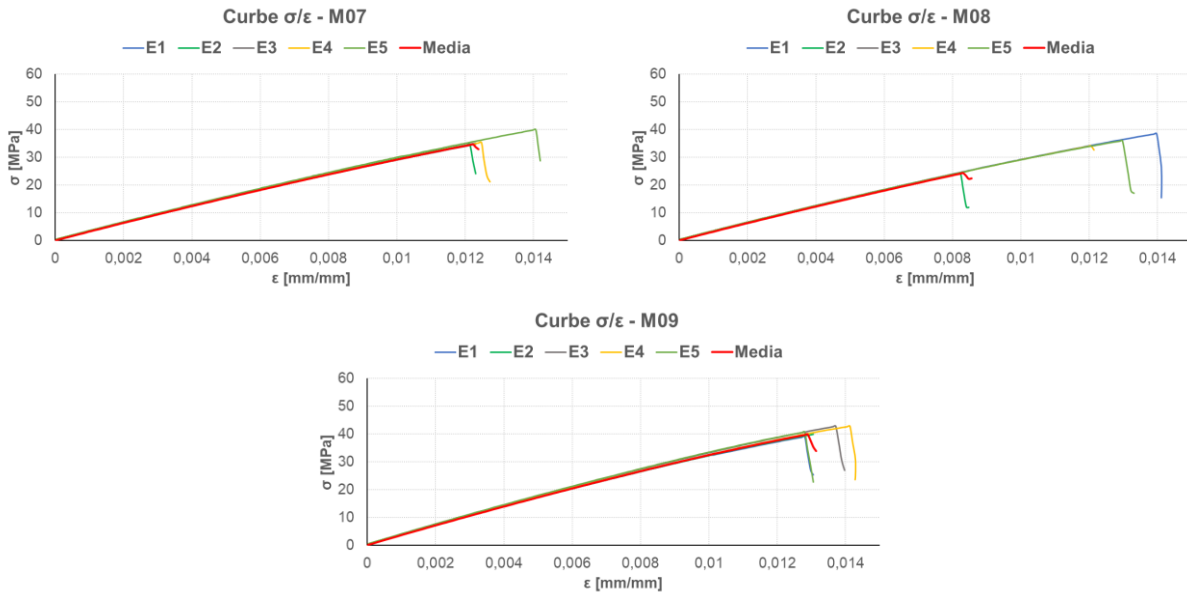 Curbe σ/ε - M07
E1 E2 E3 E4 E5 Media
60
50
40
30
20
10
0
σ [MPa]
0 0,002 0,004 0,006 0,008 0,01 0,012 0,014
ε [mm/mm]
Curbe σ/ε - M08
E1 E2 E3 E4 E5 Media
60
50
40
30
20
10
0
σ [MPa]
0 0,002 0,004 0,006 0,008 0,01 0,012 0,014
ε [mm/mm]
Curbe σ/ε - M09
E1 E2 E3 E4 E5 Media
60
50
40
30
20
10
0
σ [MPa]
0 0,002 0,004 0,006 0,008 0,01 0,012 0,014
ε [mm/mm]